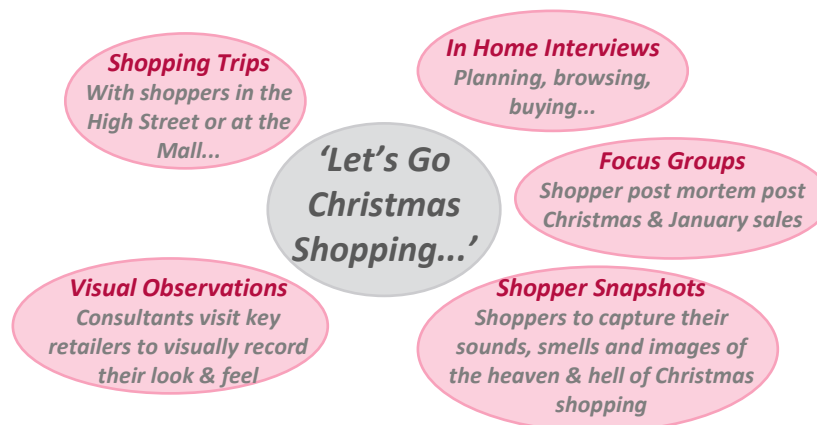 Shopping Trips
With shoppers in the
High Street or at the
Mall...
In Home Interviews
Planning, browsing,
buying...
‘Let’s Go
Christmas
Shopping...’
Focus Groups
Shopper post mortem post
Christmas & January sales
Visual Observations
Consultants visit key
retailers to visually record
their look & feel
Shopper Snapshots
Shoppers to capture their
sounds, smells and images of
the heaven & hell of Christmas
shopping